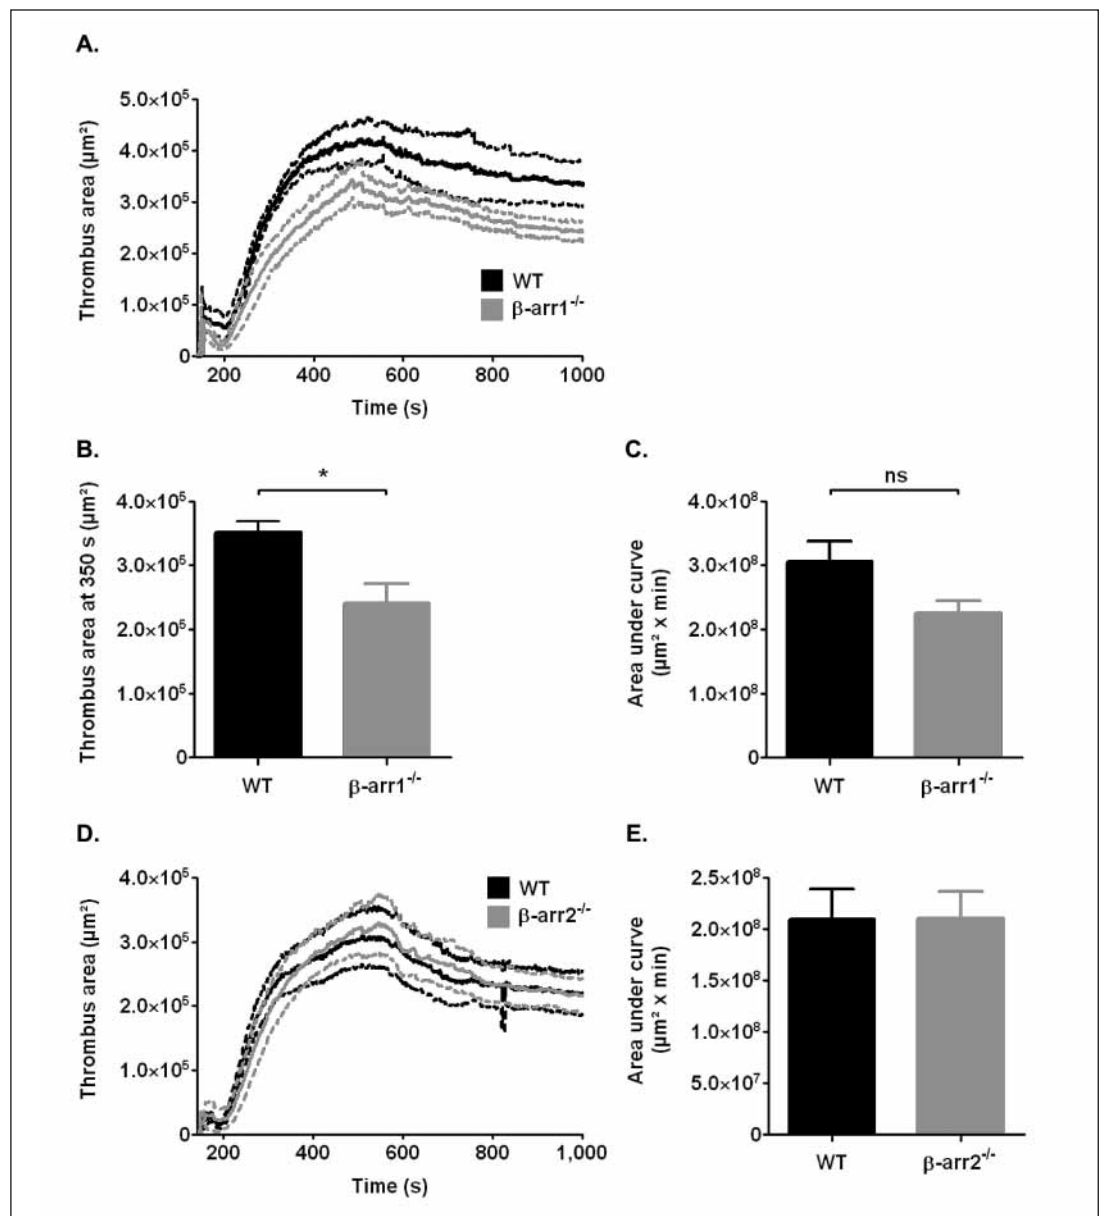 A.
Thrombus area (µm²)
5.0×10⁵
4.0×10⁵
3.0×10⁵
2.0×10⁵
1.0×10⁵
0
200 400 600 800 1000
Time (s)
WT
β-arr1⁻/⁻
B.
Thrombus area at 350 s (µm²)
*
4.0×10⁵
3.0×10⁵
2.0×10⁵
1.0×10⁵
0
WT β-arr1⁻/⁻
C.
Area under curve
(µm² x min)
ns
4.0×10⁸
3.0×10⁸
2.0×10⁸
1.0×10⁸
0
WT β-arr1⁻/⁻
D.
Thrombus area (µm²)
4.0×10⁵
3.0×10⁵
2.0×10⁵
1.0×10⁵
0
200 400 600 800 1,000
Time (s)
WT
β-arr2⁻/⁻
E.
Area under curve
(µm² x min)
2.5×10⁸
2.0×10⁸
1.5×10⁸
1.0×10⁸
5.0×10⁷
0
WT β-arr2⁻/⁻